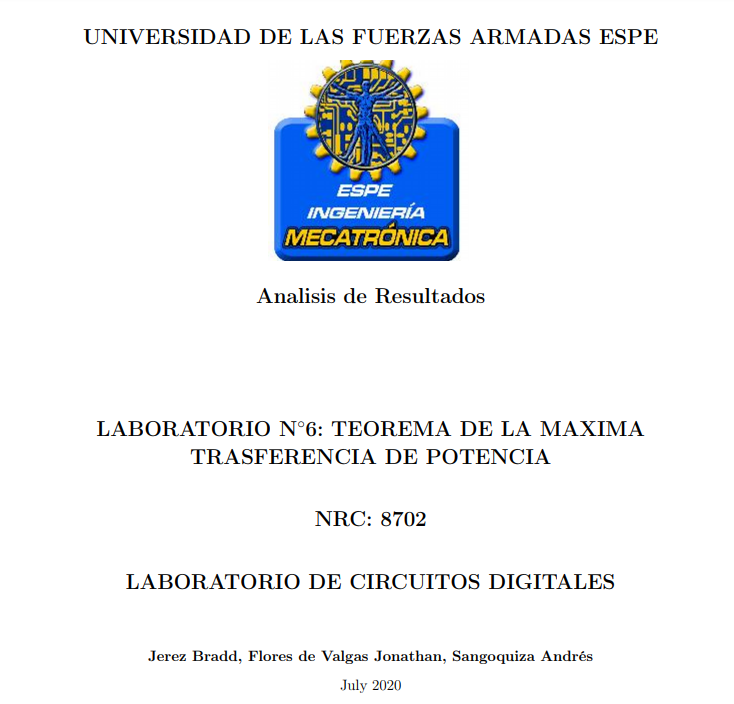 UNIVERSIDAD DE LAS FUERZAS ARMADAS ESPE
ESPE
INGENIERÍA
MECATRÓNICA
Analisis de Resultados
LABORATORIO N°6: TEOREMA DE LA MAXIMA
TRASFERENCIA DE POTENCIA
NRC: 8702
LABORATORIO DE CIRCUITOS DIGITALES
Jerez Bradd, Flores de Valgas Jonathan, Sangoquiza Andrés
July 2020